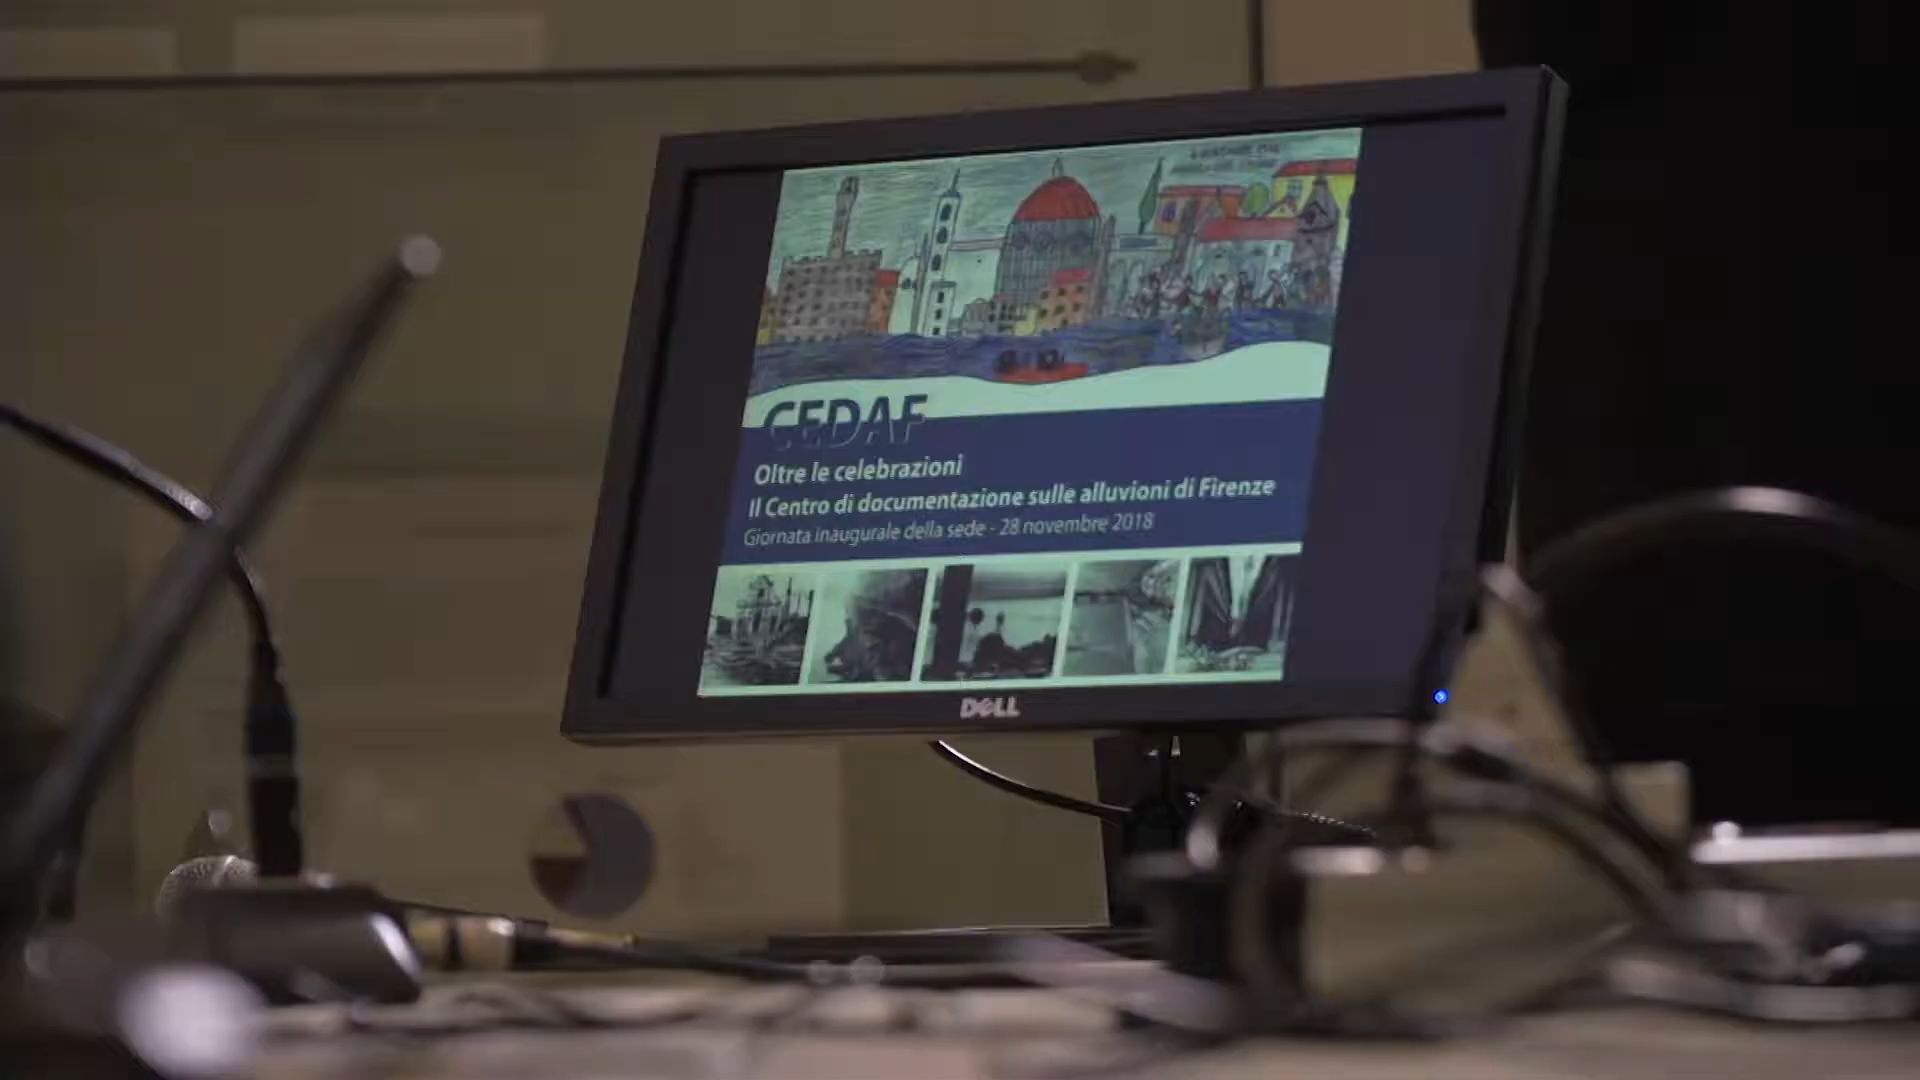 CEDAF
Oltre le celebrazioni
Il Centro di documentazione sulle alluvioni di Firenze
Giornata inaugurale della sede - 28 novembre 2018
DELL